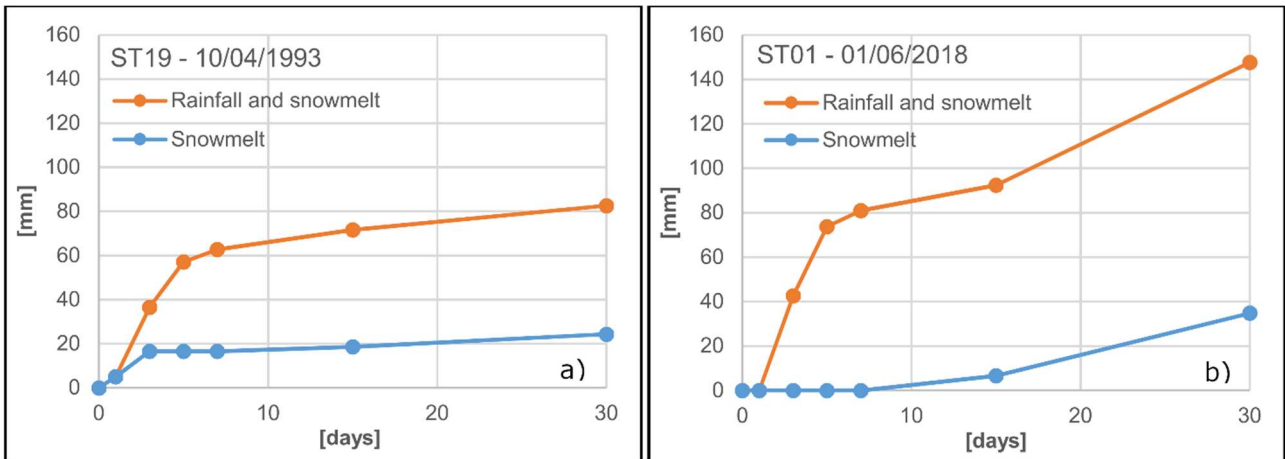 ST19 - 10/04/1993
Rainfall and snowmelt
Snowmelt
160
140
120
100
80
60
40
20
0
[mm]
0 10 20 30
[days]
a)
ST01 - 01/06/2018
Rainfall and snowmelt
Snowmelt
160
140
120
100
80
60
40
20
0
[mm]
0 10 20 30
[days]
b)